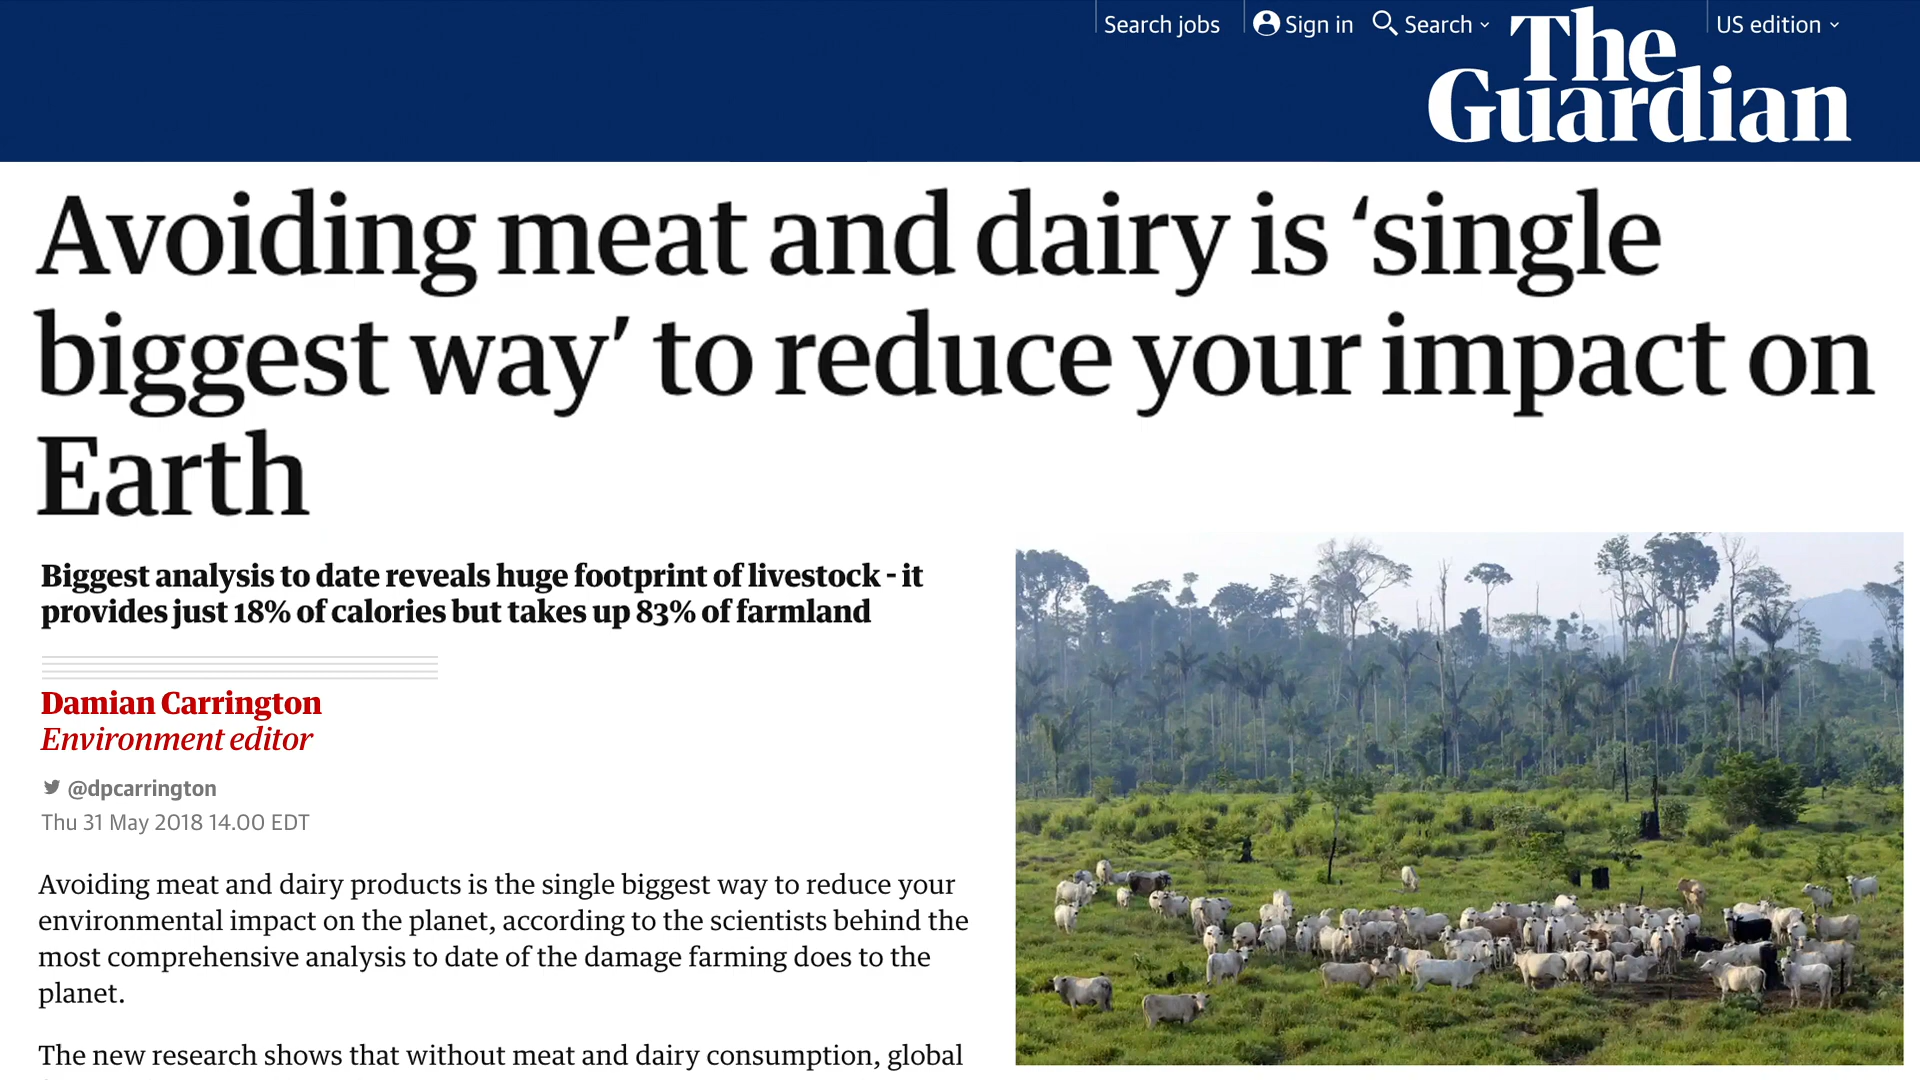 Search jobs
Sign in
Search
US edition
The
Guardian
Avoiding meat and dairy is ‘single
biggest way’ to reduce your impact on
Earth
Biggest analysis to date reveals huge footprint of livestock - it
provides just 18% of calories but takes up 83% of farmland
Damian Carrington
Environment editor
@dpcarrington
Thu 31 May 2018 14.00 EDT
Avoiding meat and dairy products is the single biggest way to reduce your
environmental impact on the planet, according to the scientists behind the
most comprehensive analysis to date of the damage farming does to the
planet.
The new research shows that without meat and dairy consumption, global